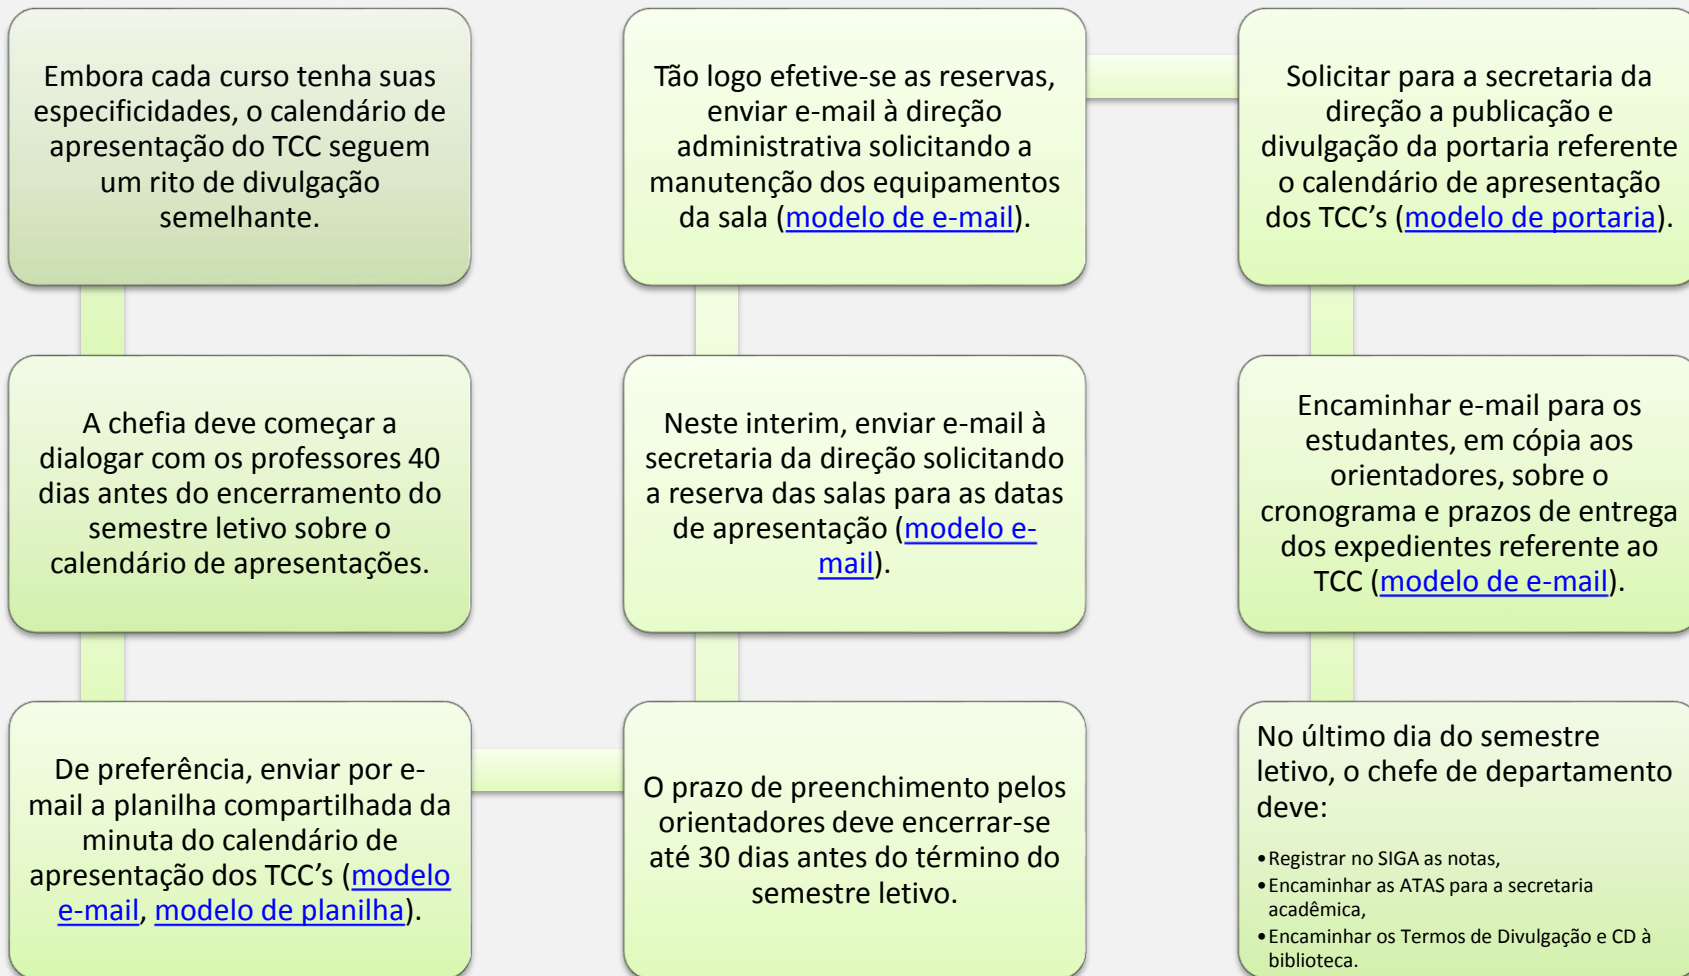 Embora cada curso tenha suas
especificidades, o calendário de
apresentação do TCC seguem
um rito de divulgação
semelhante.
A chefia deve começar a
dialogar com os professores 40
dias antes do encerramento do
semestre letivo sobre o
calendário de apresentações.
De preferência, enviar por e-
mail a planilha compartilhada da
minuta do calendário de
apresentação dos TCC’s (modelo
e-mail, modelo de planilha).
O prazo de preenchimento pelos
orientadores deve encerrar-se
até 30 dias antes do término do
semestre letivo.
Neste interim, enviar e-mail à
secretaria da direção solicitando
a reserva das salas para as datas
de apresentação (modelo e-
mail).
Tão logo efetive-se as reservas,
enviar e-mail à direção
administrativa solicitando a
manutenção dos equipamentos
da sala (modelo de e-mail).
Solicitar para a secretaria da
direção a publicação e
divulgação da portaria referente
o calendário de apresentação
dos TCC’s (modelo de portaria).
Encaminhar e-mail para os
estudantes, em cópia aos
orientadores, sobre o
cronograma e prazos de entrega
dos expedientes referente ao
TCC (modelo de e-mail).
No último dia do semestre
letivo, o chefe de departamento
deve:
•Registrar no SIGA as notas,
•Encaminhar as ATAS para a secretaria
acadêmica,
•Encaminhar os Termos de Divulgação e CD à
biblioteca.